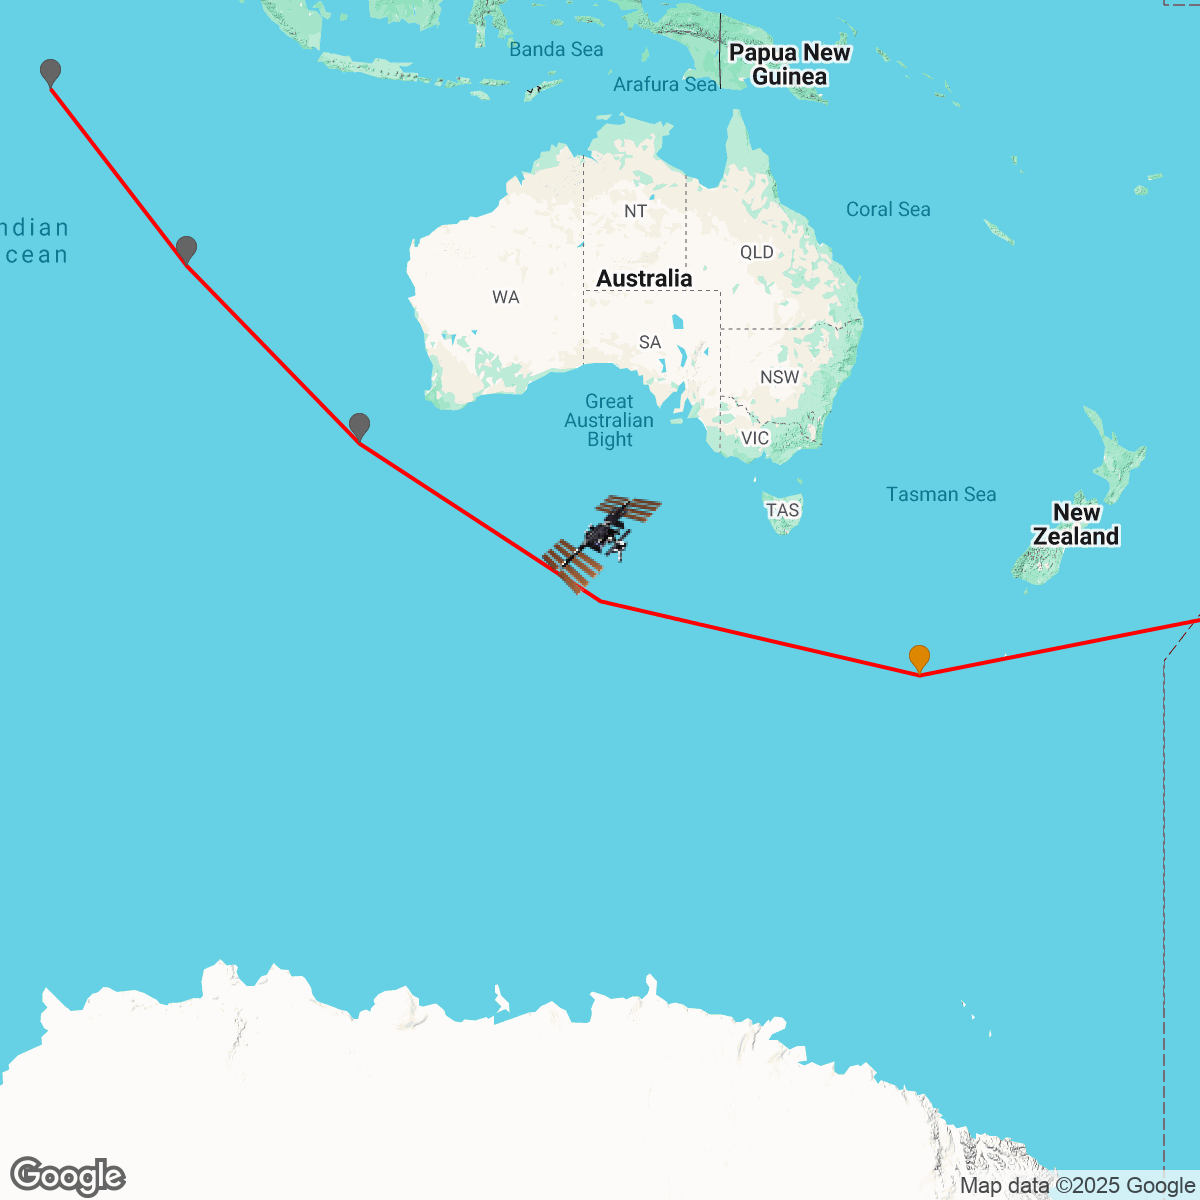 Banda Sea
Papua New
Guinea
Arafura Sea
NT
Coral Sea
ndian
cean
QLD
Australia
WA
SA
NSW
Great
Australian
Bight
VIC
Tasman Sea
TAS
New
Zealand
Google
Map data ©2025 Google